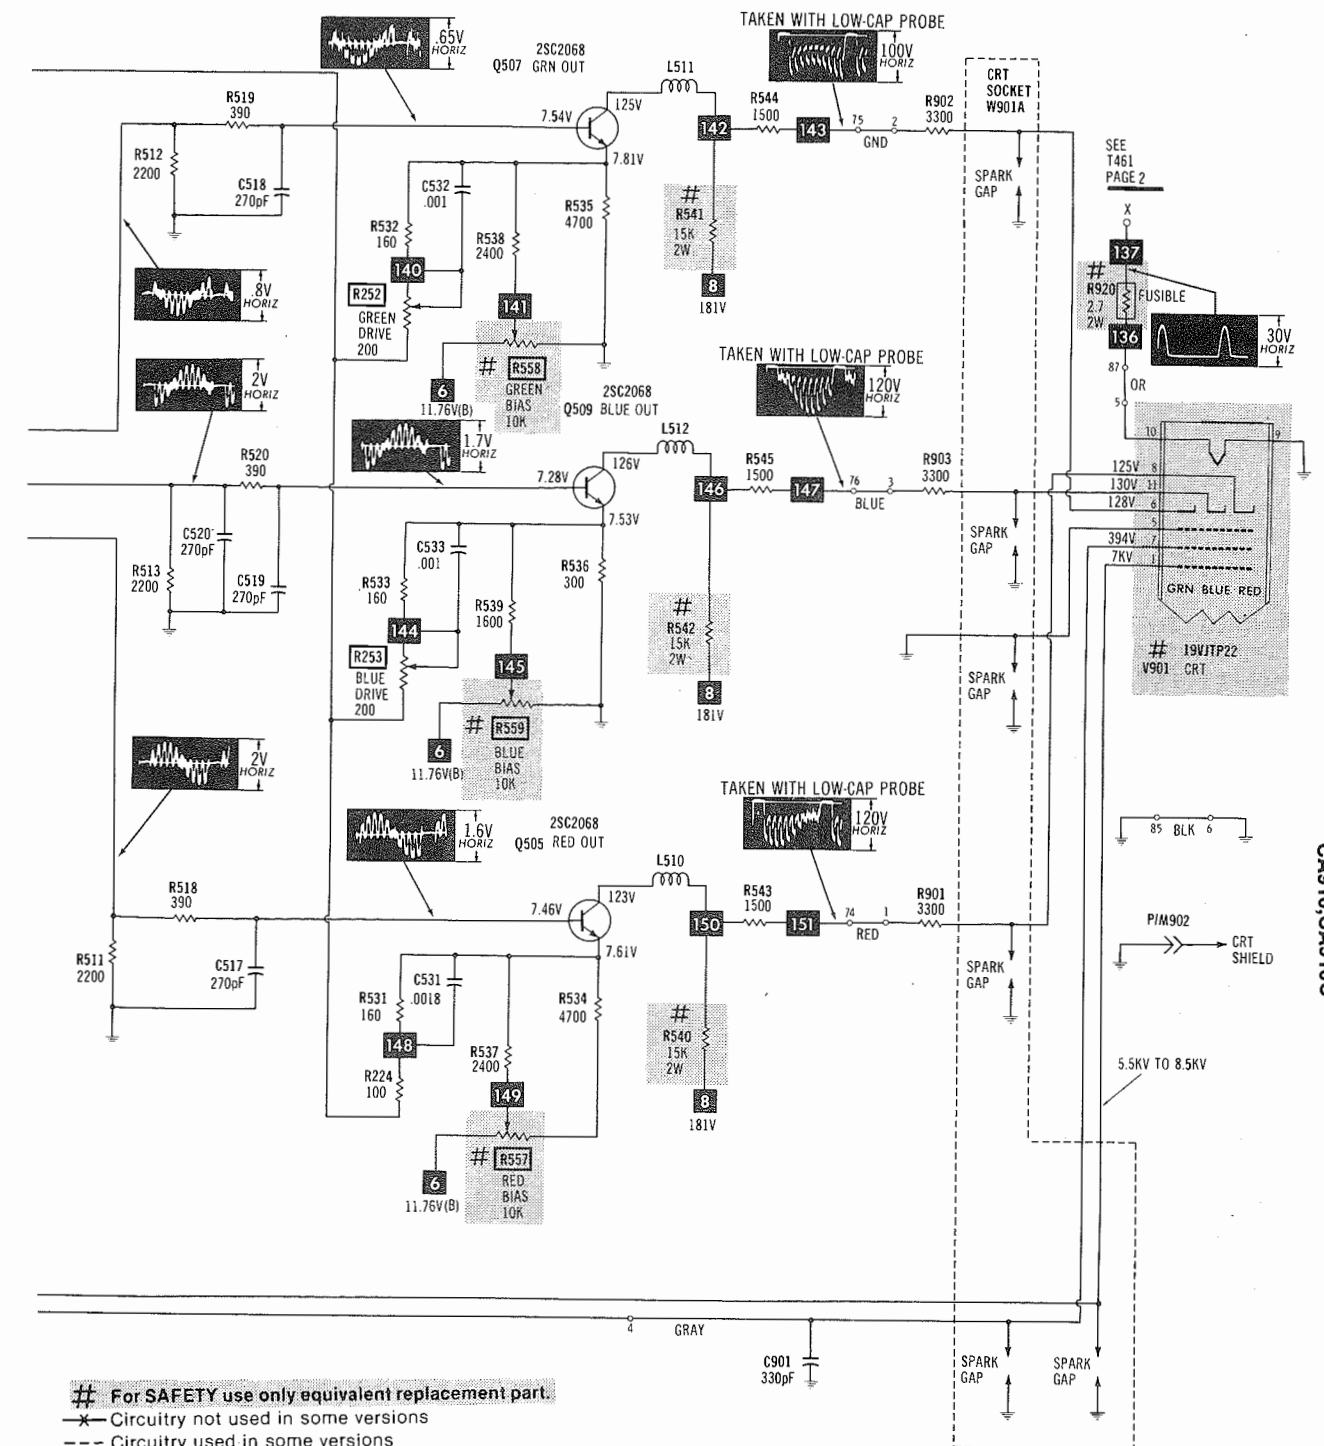 .65V
HORIZ
2SC2068
Q507 GRN OUT
TAKEN WITH LOW-CAP PROBE
100V
HORIZ
L511
CRT
SOCKET
W901A
R519
390
7.54V
125V
142
R544
1500
143
75
2
GND
R902
3300
R512
2200
C518
270pF
7.81V
C532
.001
R535
4700
#
R541
15K
2W
SPARK
GAP
SEE
T461
PAGE 2
X
R532
160
R538
2400
140
8
181V
137
#
R920
2.7
2W
FUSIBLE
136
30V
HORIZ
.8V
HORIZ
R252
GREEN
DRIVE
200
141
#
R558
GREEN
BIAS
10K
6
11.76V(B)
2V
HORIZ
TAKEN WITH LOW-CAP PROBE
120V
HORIZ
87
OR
5
1.7V
HORIZ
2SC2068
Q509 BLUE OUT
L512
10
9
R520
390
7.28V
126V
146
R545
1500
147
76
3
BLUE
R903
3300
125V
8
130V
11
128V
6
5
394V
7
7KV
1
GRN BLUE RED
7.53V
C520
270pF
C533
.001
SPARK
GAP
R513
2200
C519
270pF
R533
160
R539
1600
R536
300
#
R542
15K
2W
144
#
19VJTP22
V901
CRT
R253
BLUE
DRIVE
200
145
8
181V
SPARK
GAP
#
R559
BLUE
BIAS
10K
6
11.76V(B)
2V
HORIZ
TAKEN WITH LOW-CAP PROBE
120V
HORIZ
1.6V
HORIZ
2SC2068
Q505 RED OUT
85
BLK
6
L510
R518
390
7.46V
123V
150
R543
1500
151
74
1
RED
R901
3300
P/M902
CRT
SHIELD
7.61V
R511
2200
C517
270pF
C531
.0018
R531
160
R534
4700
SPARK
GAP
#
R540
15K
2W
148
R537
2400
R224
100
149
8
181V
5.5KV TO 8.5KV
#
R557
RED
BIAS
10K
6
11.76V(B)
4
GRAY
C901
330pF
SPARK
GAP
SPARK
GAP
# For SAFETY use only equivalent replacement part.
X Circuitry not used in some versions
--- Circuitry used in some versions